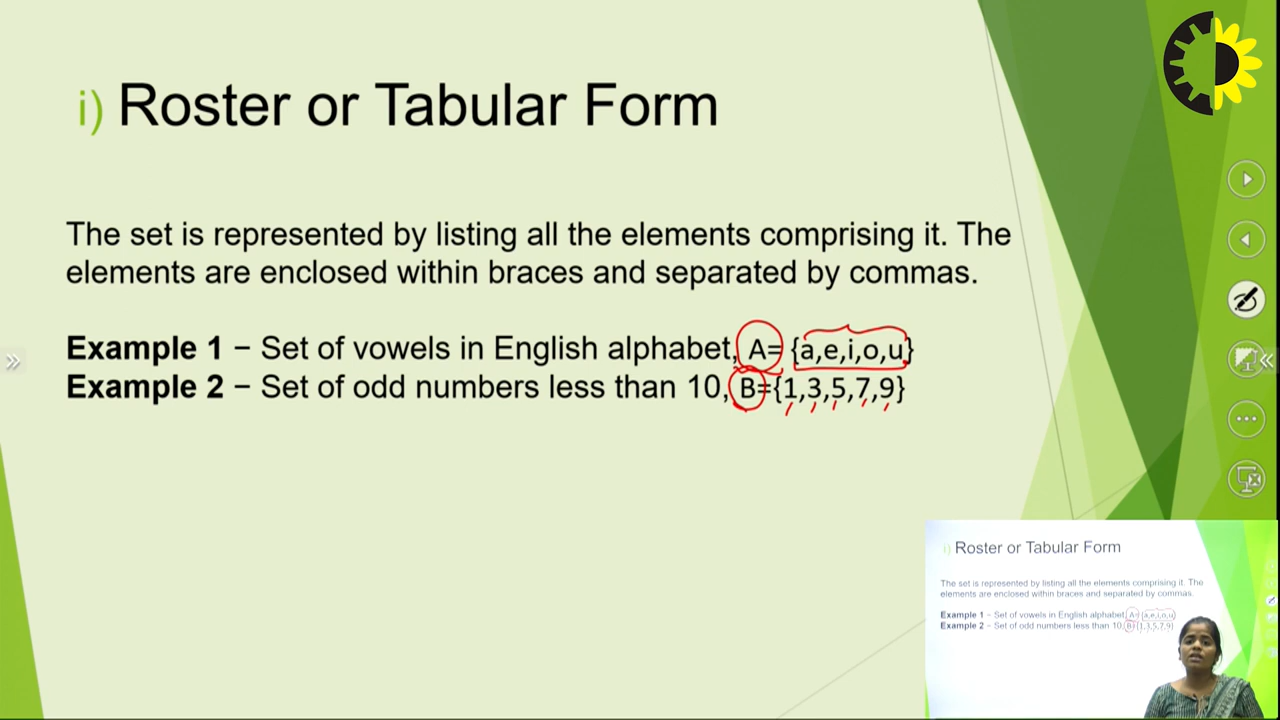 i) Roster or Tabular Form
The set is represented by listing all the elements comprising it. The
elements are enclosed within braces and separated by commas.
Example 1 − Set of vowels in English alphabet, A= {a,e,i,o,u}
Example 2 − Set of odd numbers less than 10, B={1,3,5,7,9}
i) Roster or Tabular Form
The set is represented by listing all the elements comprising it. The
elements are enclosed within braces and separated by commas.
Example 1 − Set of vowels in English alphabet, A= {a,e,i,o,u}
Example 2 − Set of odd numbers less than 10, B={1,3,5,7,9}